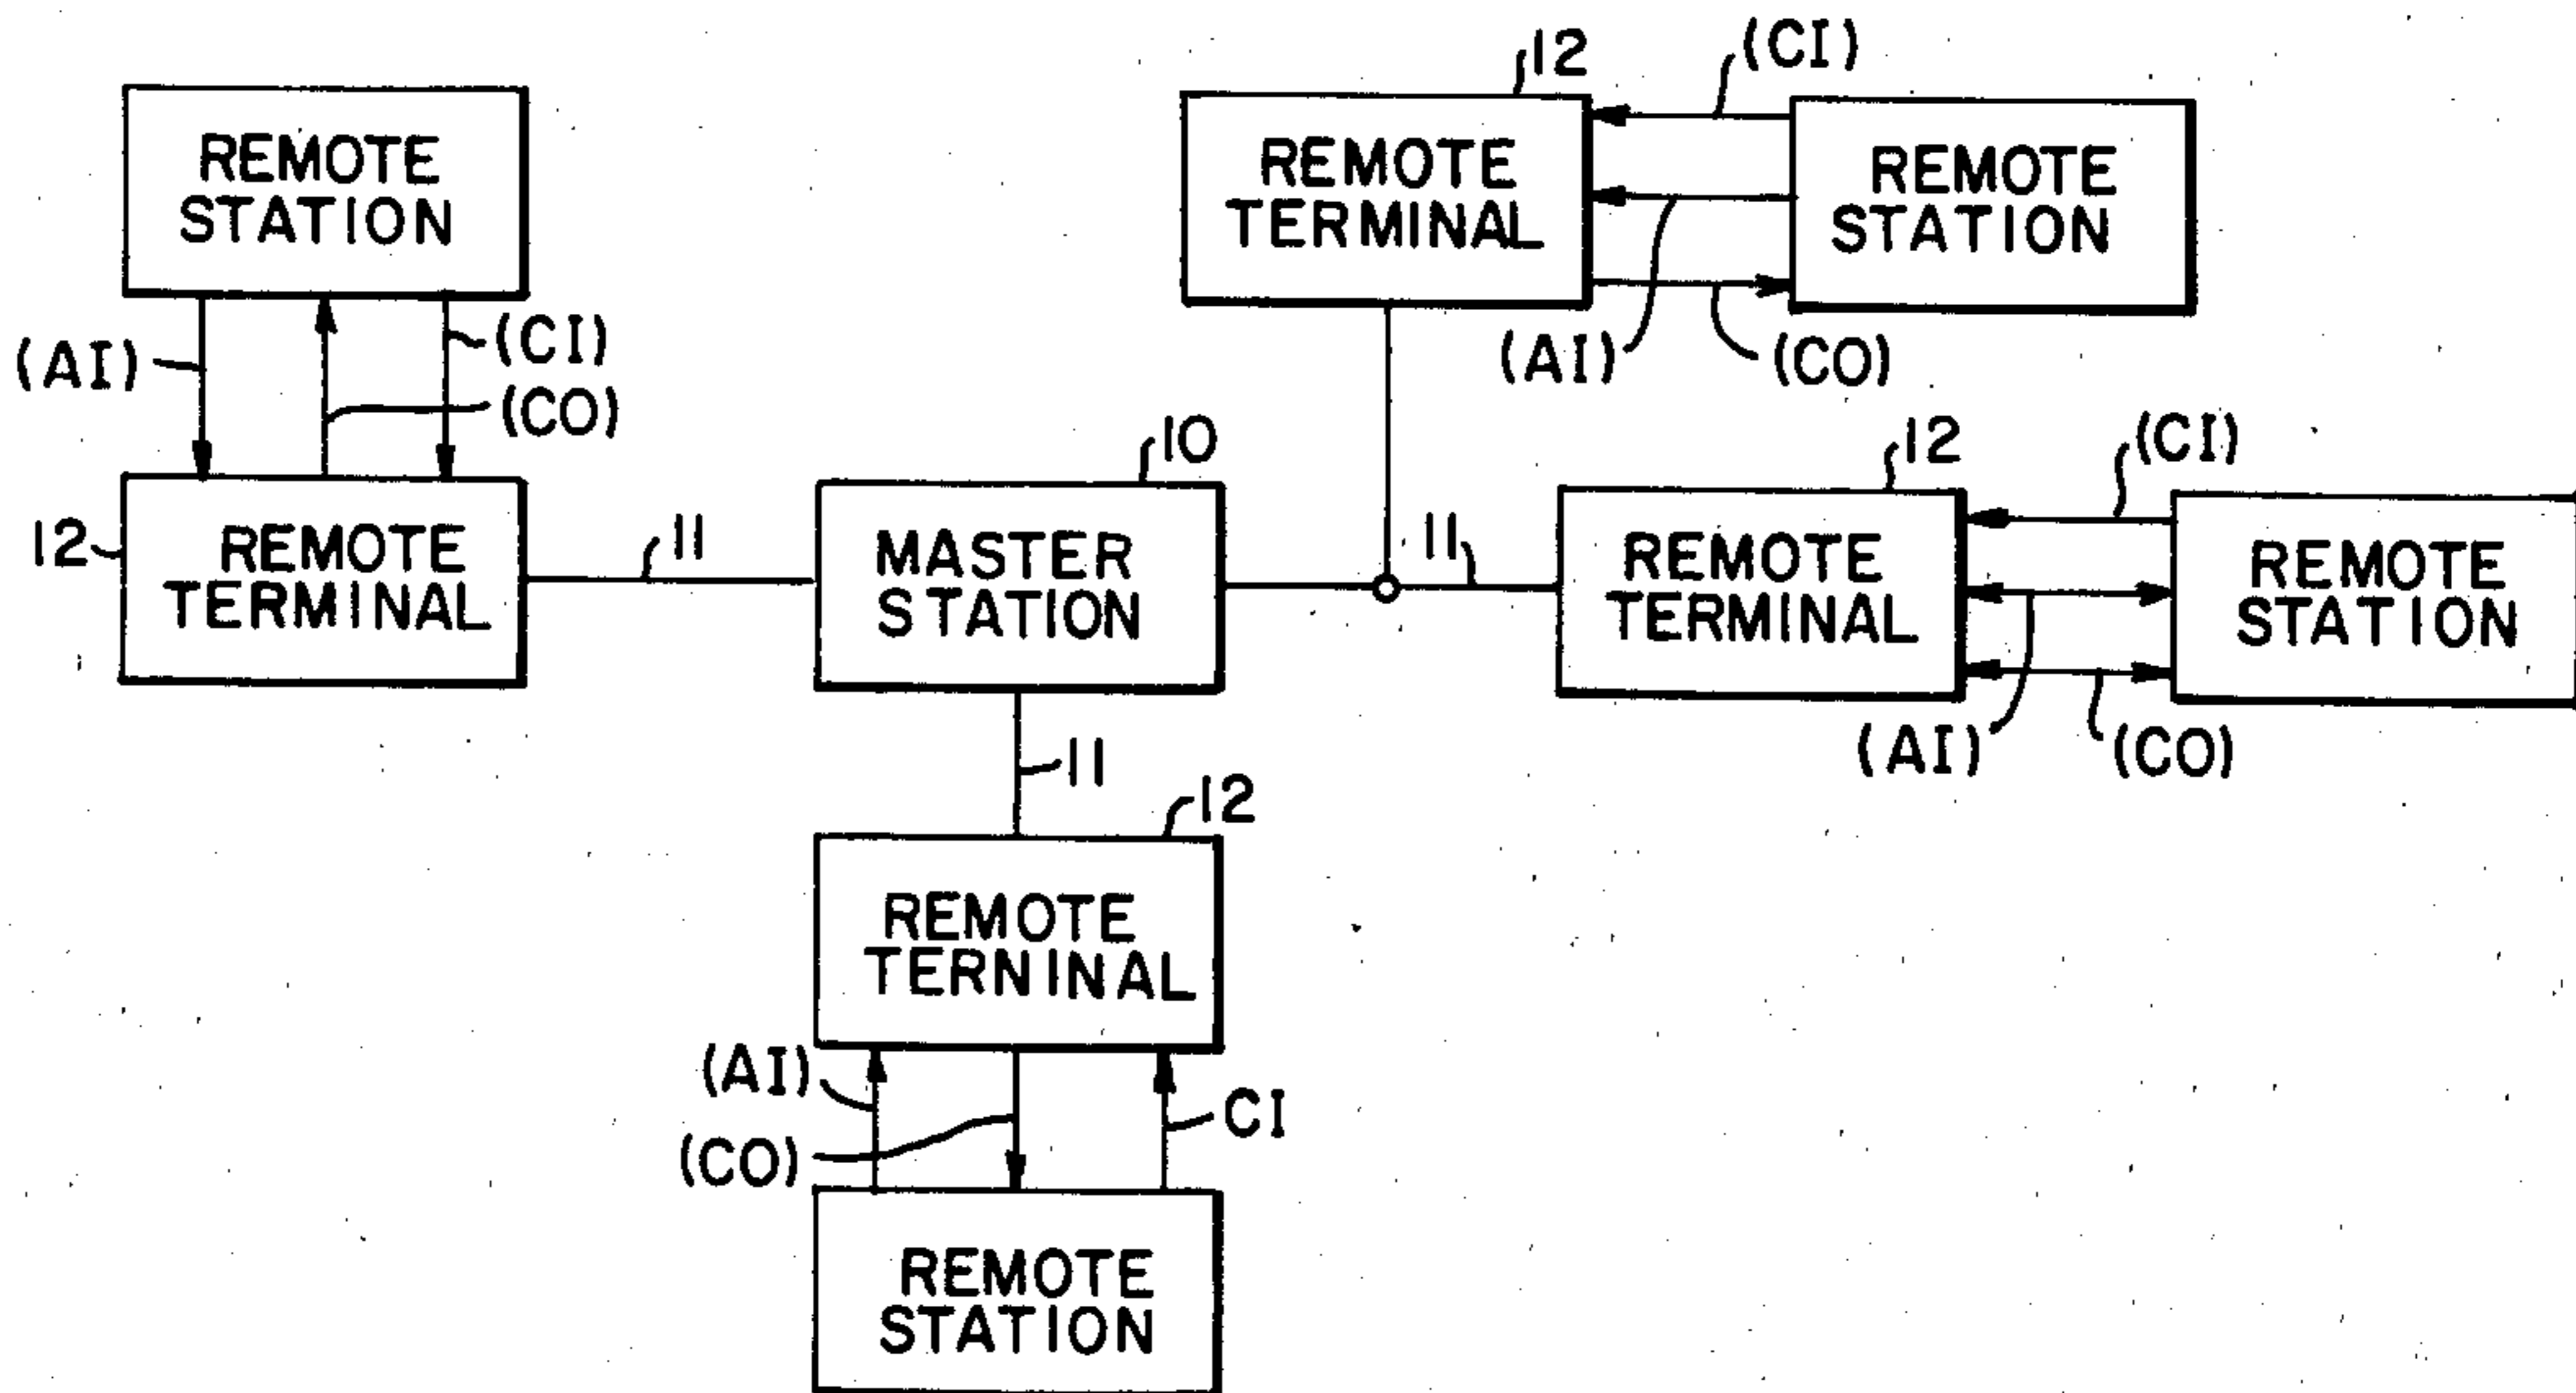 12
(CI)
REMOTE
STATION
REMOTE
TERMINAL
REMOTE
STATION
(AI)
(CI)
(CO)
(AI)
(CO)
10
12
(CI)
12
REMOTE
TERMINAL
11
MASTER
STATION
11
REMOTE
TERMINAL
REMOTE
STATION
(AI)
(CO)
11
12
REMOTE
TERNINAL
(AI)
(CO)
CI
REMOTE
STATION